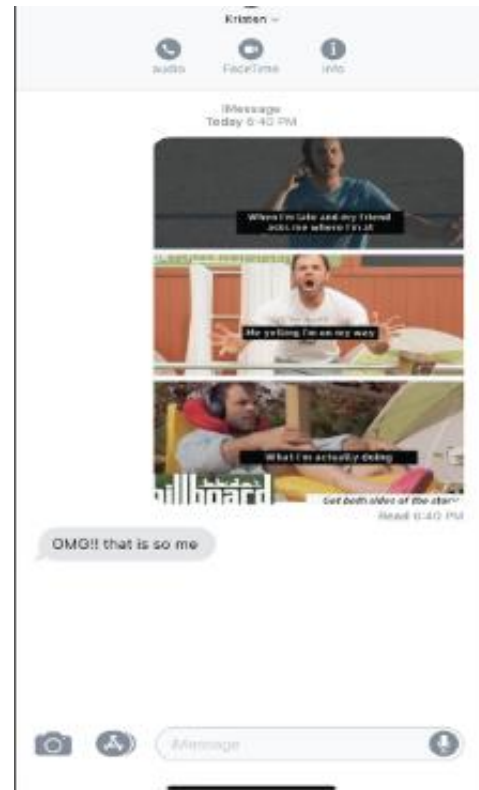 Kristen
audio FaceTime info
iMessage
Today 6:40 PM
When I'm late and my friend
asks me where I'm at
Me yelling I'm on my way
What I'm actually doing
billboard
Get both sides of the story
Read 6:40 PM
OMG!! that is so me
iMessage